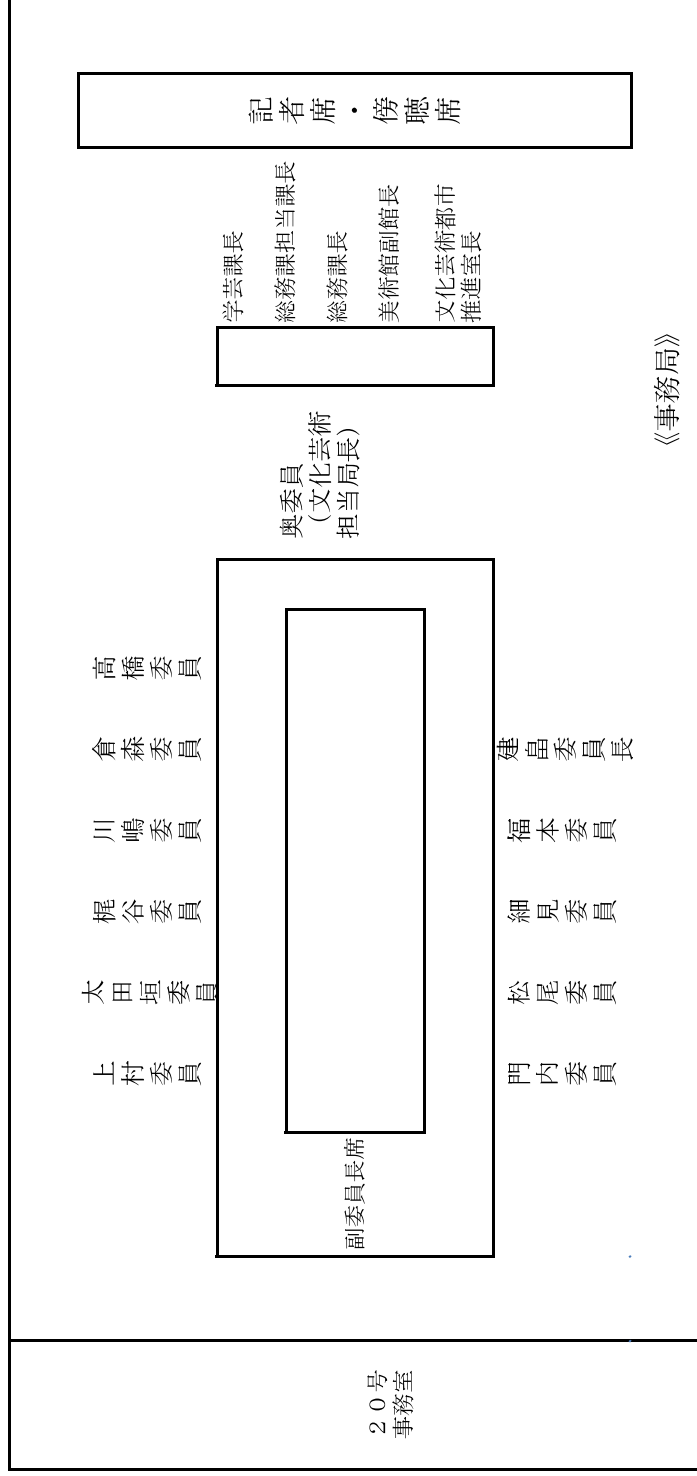 記者席・傍聴席
学芸課長
総務課担当課長
総務課長
美術館副館長
文化芸術都市
推進室長
《事務局》
奥委員
（文化芸術
担当局長）
高橋委員
倉森委員
川嶋委員
梶谷委員
太田垣委員
上村委員
建畠委員長
福本委員
細見委員
松尾委員
門内委員
副委員長席
２０号
事務室